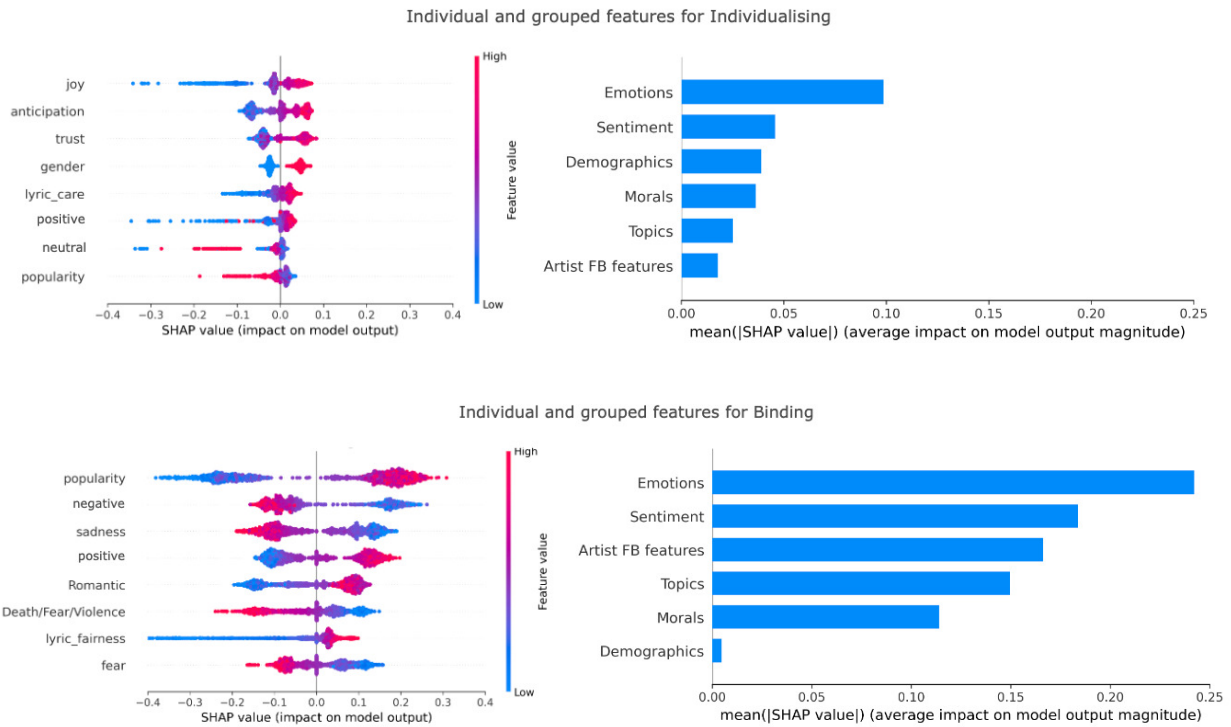 Individual and grouped features for Individualising
joy
anticipation
trust
gender
lyric_care
positive
neutral
popularity
−0.4 −0.3 −0.2 −0.1 0.0 0.1 0.2 0.3 0.4
SHAP value (impact on model output)
High
Feature value
Low
Emotions
Sentiment
Demographics
Morals
Topics
Artist FB features
0.00 0.05 0.10 0.15 0.20 0.25
mean(|SHAP value|) (average impact on model output magnitude)
Individual and grouped features for Binding
popularity
negative
sadness
positive
Romantic
Death/Fear/Violence
lyric_fairness
fear
−0.4 −0.3 −0.2 −0.1 0.0 0.1 0.2 0.3 0.4
SHAP value (impact on model output)
High
Feature value
Low
Emotions
Sentiment
Artist FB features
Topics
Morals
Demographics
0.00 0.05 0.10 0.15 0.20 0.25
mean(|SHAP value|) (average impact on model output magnitude)